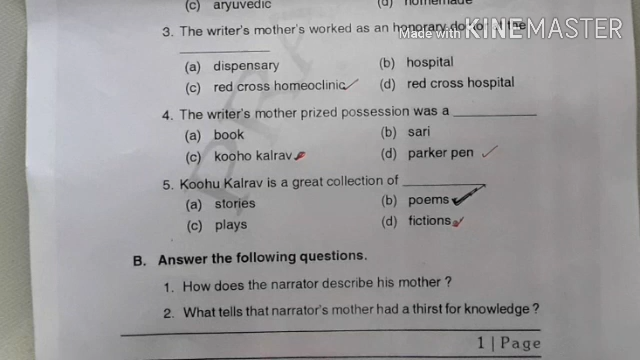 (c) aryuvedic (d) homemade
3. The writer's mother's worked as an honorary the
Made with KINEMASTER
(a) dispensary (b) hospital
(c) red cross homeoclinic (d) red cross hospital
4. The writer's mother prized possession was a
(a) book (b) sari
(c) kooho kalrav (d) parker pen
5. Koohu Kalrav is a great collection of
(a) stories (b) poems
(c) plays (d) fictions
B. Answer the following questions.
1. How does the narrator describe his mother ?
2. What tells that narrator's mother had a thirst for knowledge ?
1 | Page